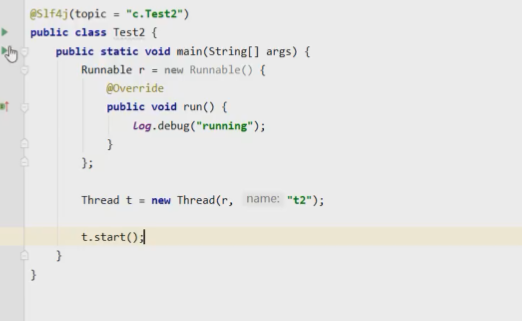 @Slf4j(topic = "c.Test2")
public class Test2 {
public static void main(String[] args) {
Runnable r = new Runnable() {
@Override
public void run() {
log.debug("running");
}
};
Thread t = new Thread(r, name: "t2");
t.start();
}
}